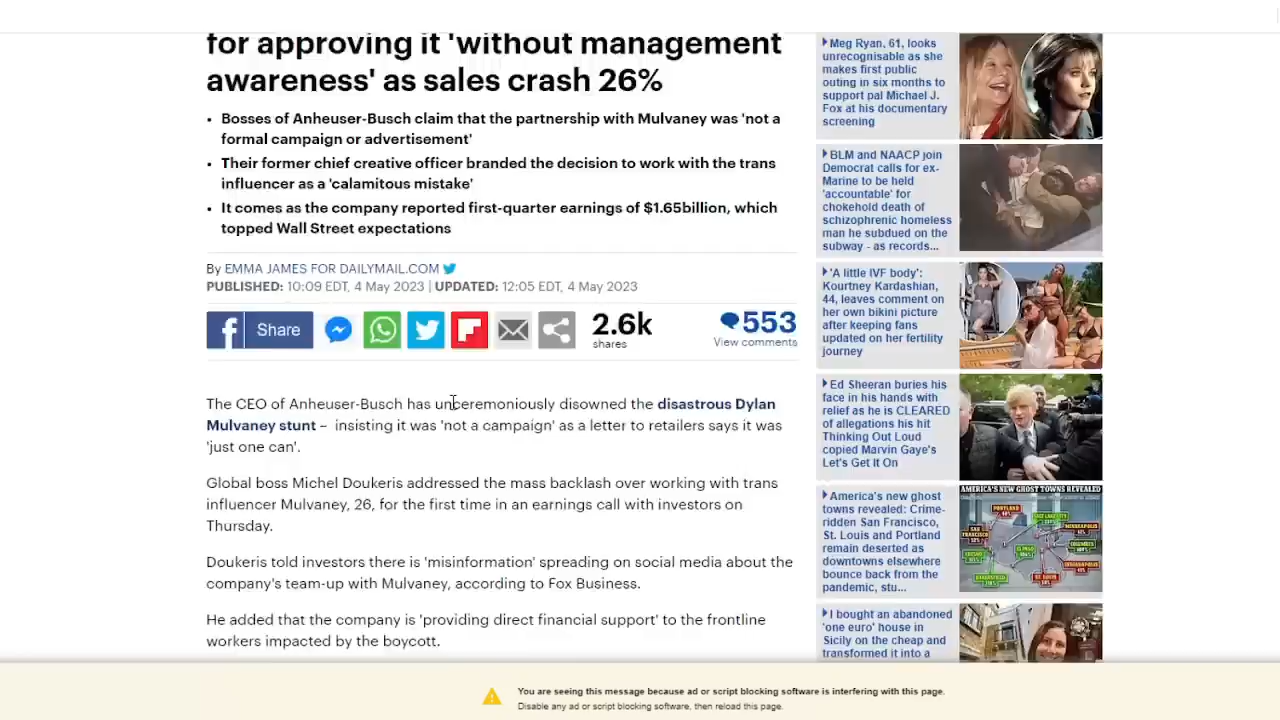 for approving it 'without management
awareness' as sales crash 26%
Bosses of Anheuser-Busch claim that the partnership with Mulvaney was 'not a
formal campaign or advertisement'
Their former chief creative officer branded the decision to work with the trans
influencer as a 'calamitous mistake'
It comes as the company reported first-quarter earnings of $1.65billion, which
topped Wall Street expectations
By EMMA JAMES FOR DAILYMAIL.COM
PUBLISHED: 10:09 EDT, 4 May 2023 | UPDATED: 12:05 EDT, 4 May 2023
Share
2.6k
shares
553
View comments
The CEO of Anheuser-Busch has unceremoniously disowned the disastrous Dylan
Mulvaney stunt – insisting it was 'not a campaign' as a letter to retailers says it was
'just one can'.
Global boss Michel Doukeris addressed the mass backlash over working with trans
influencer Mulvaney, 26, for the first time in an earnings call with investors on
Thursday.
Doukeris told investors there is 'misinformation' spreading on social media about the
company's team-up with Mulvaney, according to Fox Business.
He added that the company is 'providing direct financial support' to the frontline
workers impacted by the boycott.
Meg Ryan, 61, looks
unrecognisable as she
makes first public
outing in six months to
support pal Michael J.
Fox at his documentary
screening
BLM and NAACP join
Democrat calls for ex-
Marine to be held
'accountable' for
chokehold death of
schizophrenic homeless
man he subdued on the
subway - as records...
'A little IVF body':
Kourtney Kardashian,
44, leaves comment on
her own bikini picture
after keeping fans
updated on her fertility
journey
Ed Sheeran buries his
face in his hands with
relief as he is CLEARED
of allegations his hit
Thinking Out Loud
copied Marvin Gaye's
Let's Get It On
America's new ghost
towns revealed: Crime-
ridden San Francisco,
St. Louis and Portland
remain deserted as
downtowns elsewhere
bounce back from the
pandemic, stu...
AMERICA'S NEW GHOST TOWNS REVEALED
I bought an abandoned
'one euro' house in
Sicily on the cheap and
transformed it into a
You are seeing this message because ad or script blocking software is interfering with this page.
Disable any ad or script blocking software, then reload this page.